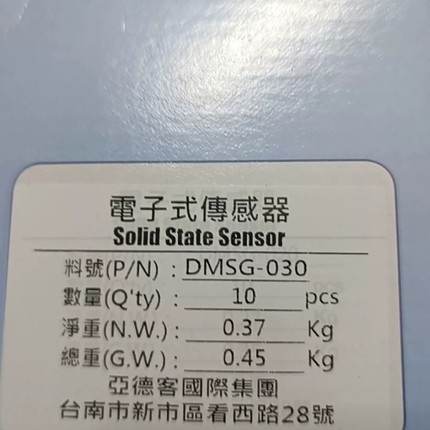 電子式傳感器
Solid State Sensor
料號(P/N) : DMSG-030
數量(Q'ty) : 10 pcs
淨重(N.W.) : 0.37 Kg
總重(G.W.) : 0.45 Kg
亞德客國際集團
台南市新市區看西路28號